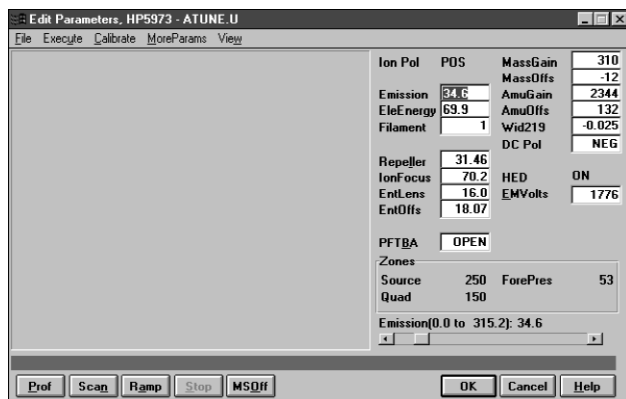 Edit Parameters, HP5973 - ATUNE.U
File Execute Calibrate MoreParams View
Ion Pol POS MassGain 310
MassOffs -12
Emission 34.6 AmuGain 2344
EleEnergy 69.9 AmuOffs 132
Filament 1 Wid219 -0.025
DC Pol NEG
Repeller 31.46
IonFocus 70.2 HED ON
EntLens 16.0 EMVolts 1776
EntOffs 18.07
PFTBA OPEN
Zones
Source 250 ForePres 53
Quad 150
Emission(0.0 to 315.2): 34.6
Prof Scan Ramp Stop MSOff OK Cancel Help